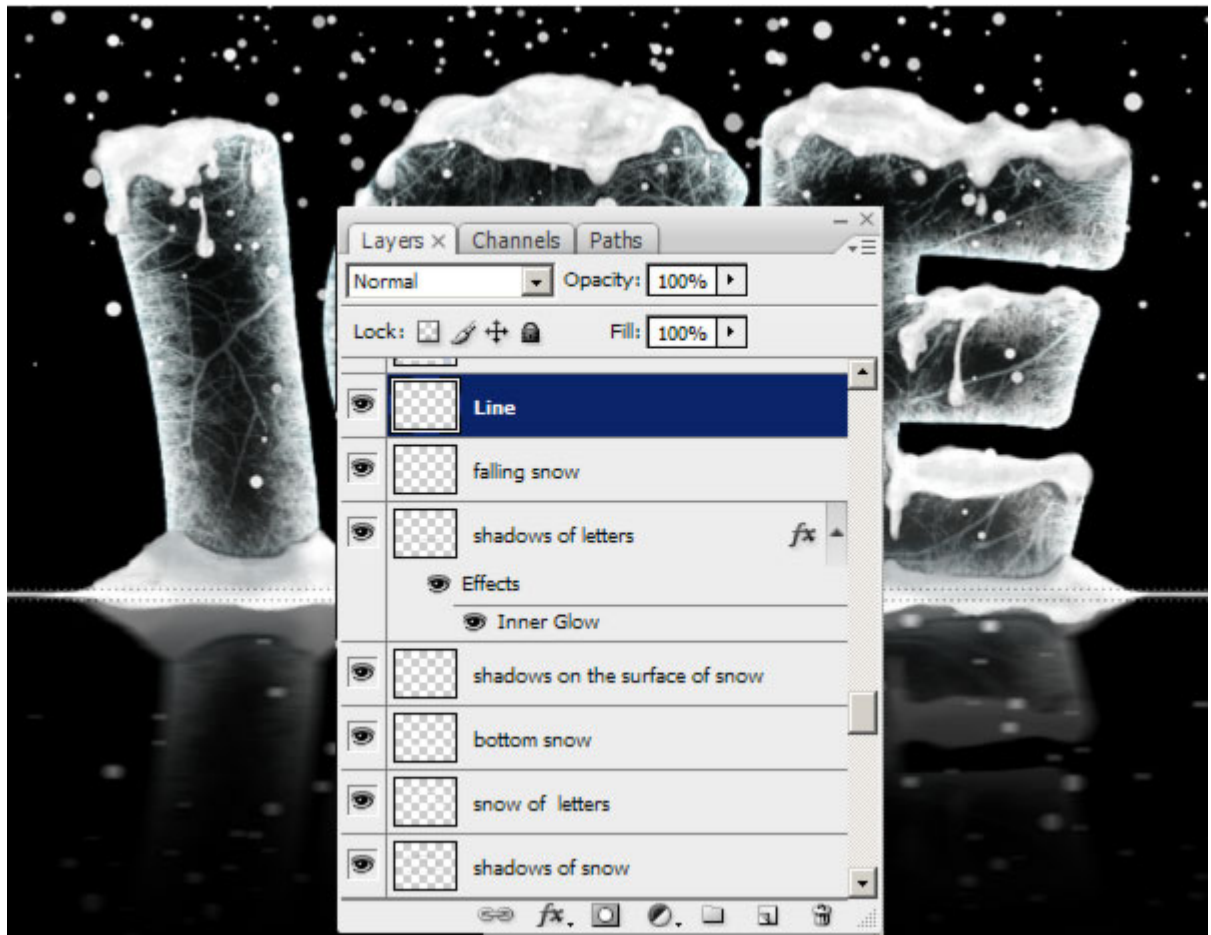 I C E
Layers × Channels Paths
Normal Opacity: 100%
Lock: Fill: 100%
Line
falling snow
shadows of letters fx
Effects
Inner Glow
shadows on the surface of snow
bottom snow
snow of letters
shadows of snow
fx.